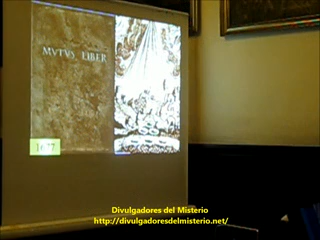 MVTVS LIBER
1677
Divulgadores del Misterio
http://divulgadoresdelmisterio.net/